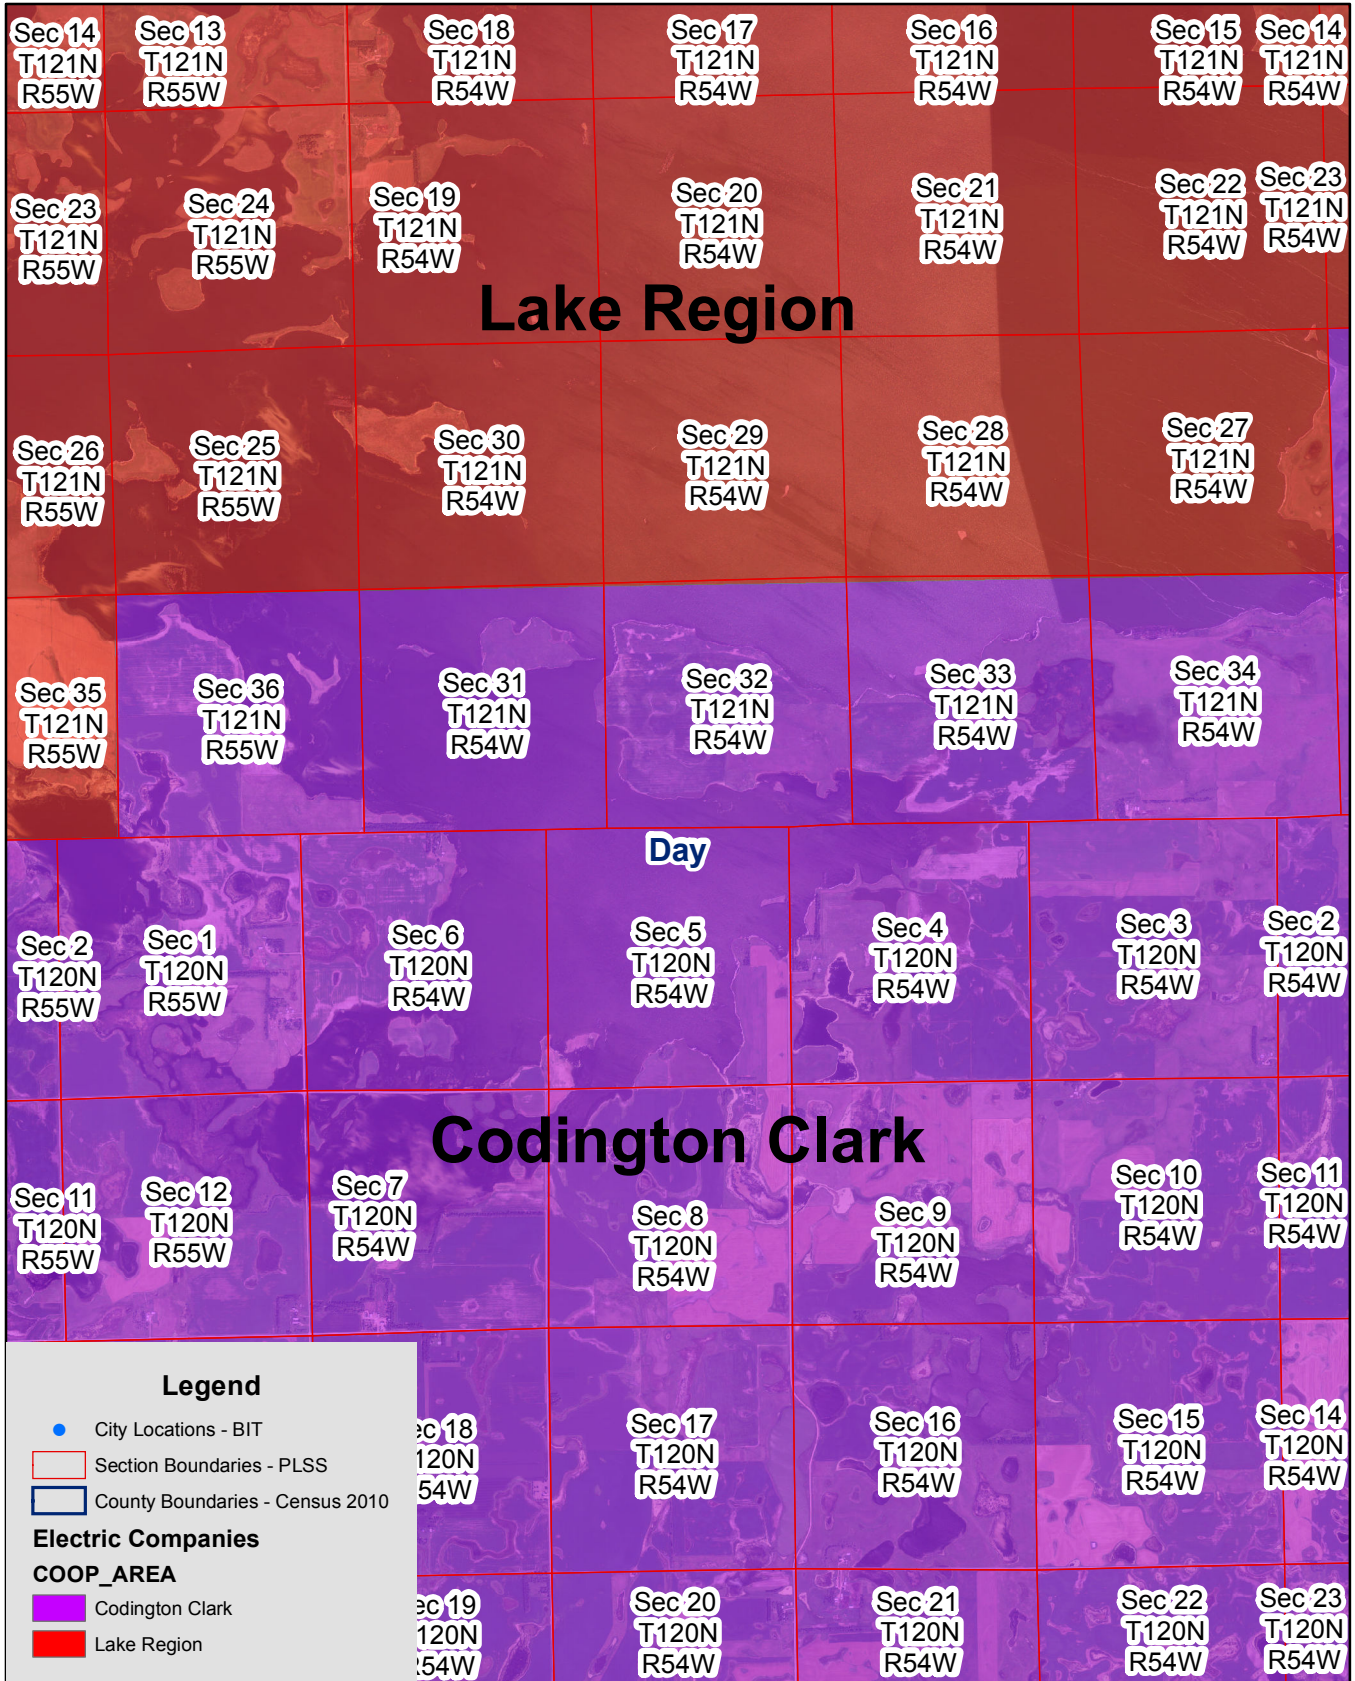 Sec 14
T121N
R55W
Sec 13
T121N
R55W
Sec 18
T121N
R54W
Sec 17
T121N
R54W
Sec 16
T121N
R54W
Sec 15
T121N
R54W
Sec 14
T121N
R54W
Sec 23
T121N
R55W
Sec 24
T121N
R55W
Sec 19
T121N
R54W
Sec 20
T121N
R54W
Sec 21
T121N
R54W
Sec 22
T121N
R54W
Sec 23
T121N
R54W
Lake Region
Sec 26
T121N
R55W
Sec 25
T121N
R55W
Sec 30
T121N
R54W
Sec 29
T121N
R54W
Sec 28
T121N
R54W
Sec 27
T121N
R54W
Sec 35
T121N
R55W
Sec 36
T121N
R55W
Sec 31
T121N
R54W
Sec 32
T121N
R54W
Sec 33
T121N
R54W
Sec 34
T121N
R54W
Day
Sec 2
T120N
R55W
Sec 1
T120N
R55W
Sec 6
T120N
R54W
Sec 5
T120N
R54W
Sec 4
T120N
R54W
Sec 3
T120N
R54W
Sec 2
T120N
R54W
Codington Clark
Sec 11
T120N
R55W
Sec 12
T120N
R55W
Sec 7
T120N
R54W
Sec 8
T120N
R54W
Sec 9
T120N
R54W
Sec 10
T120N
R54W
Sec 11
T120N
R54W
ec 18
120N
54W
Sec 17
T120N
R54W
Sec 16
T120N
R54W
Sec 15
T120N
R54W
Sec 14
T120N
R54W
ec 19
120N
R54W
Sec 20
T120N
R54W
Sec 21
T120N
R54W
Sec 22
T120N
R54W
Sec 23
T120N
R54W
Legend
City Locations - BIT
Section Boundaries - PLSS
County Boundaries - Census 2010
Electric Companies
COOP_AREA
Codington Clark
Lake Region